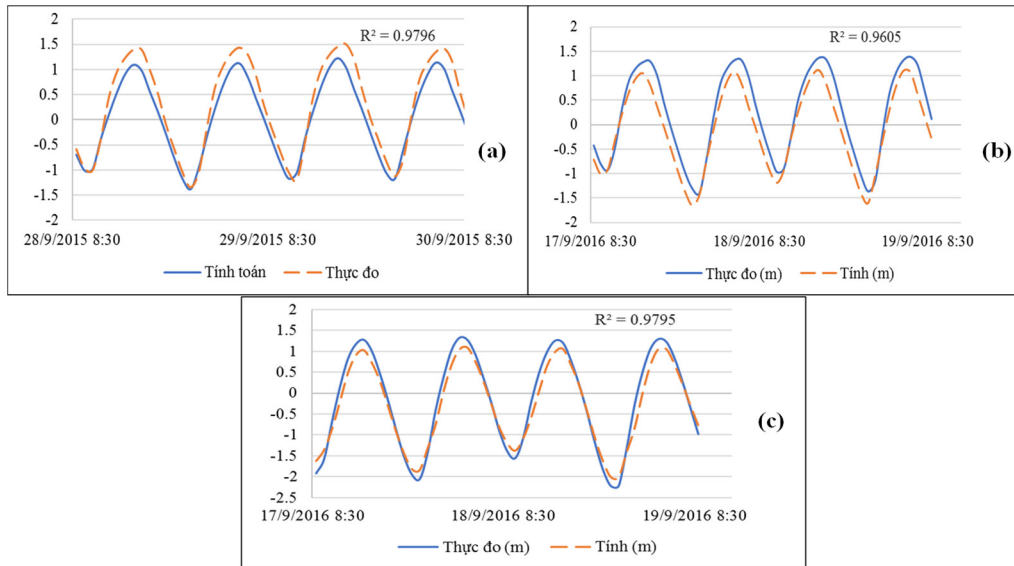 2
R² = 0.9796
1.5
1
0.5
0
-0.5
(a)
-1
-1.5
-2
28/9/2015 8:30 29/9/2015 8:30 30/9/2015 8:30
Tính toán Thực đo
2
R² = 0.9605
1.5
1
0.5
0
-0.5
(b)
-1
-1.5
-2
17/9/2016 8:30 18/9/2016 8:30 19/9/2016 8:30
Thực đo (m) Tính (m)
2
R² = 0.9795
1.5
1
0.5
0
-0.5
(c)
-1
-1.5
-2
-2.5
17/9/2016 8:30 18/9/2016 8:30 19/9/2016 8:30
Thực đo (m) Tính (m)